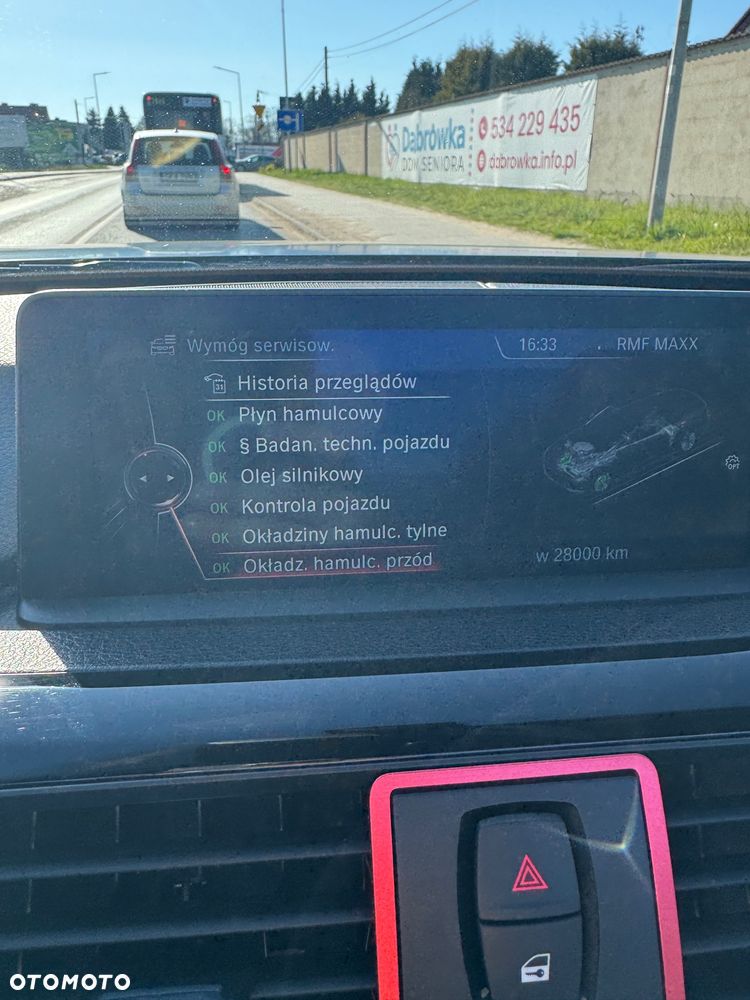 Dąbrówka
DOM SENIORA
534 229 435
dabrowka.info.pl
Wymóg serwisow.
16:33
RMF MAXX
31
Historia przeglądów
OK Płyn hamulcowy
OK § Badan. techn. pojazdu
OK Olej silnikowy
OK Kontrola pojazdu
OK Okładziny hamulc. tylne
OK Okładz. hamulc. przód
OPT
w 28000 km
OTOMOTO